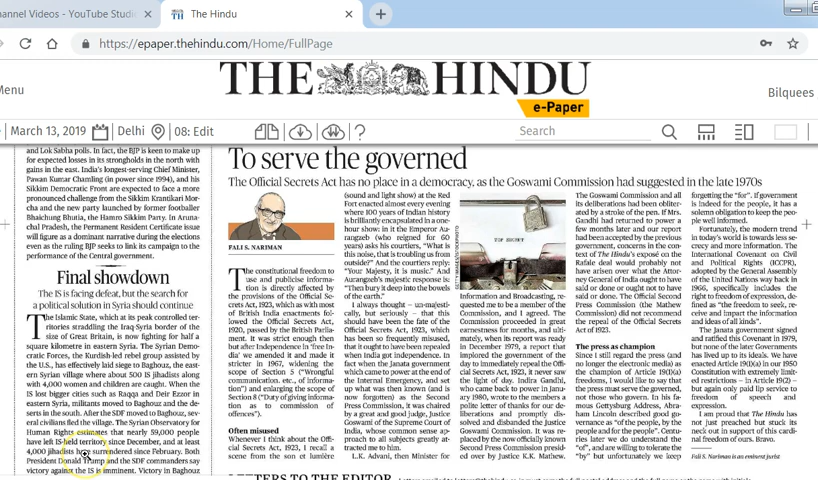 hannel Videos - YouTube Studi
The Hindu
https://epaper.thehindu.com/Home/FullPage
Menu
THE HINDU
e-Paper
Bilquees
March 13, 2019
Delhi
08: Edit
Search
and Lok Sabha polls. In fact, the BJP is keen to make up
for expected losses in its strongholds in the north with
gains in the east. India's longest-serving Chief Minister,
Pawan Kumar Chamling (in power since 1994), and his
Sikkim Democratic Front are expected to face a more
pronounced challenge from the Sikkim Krantikari Mor-
cha and the new party launched by former footballer
Bhaichung Bhutia, the Hamro Sikkim Party. In Aruna-
chal Pradesh, the Permanent Resident Certificate issue
will figure as a dominant narrative during the elections
even as the ruling BJP seeks to link its campaign to the
performance of the Central government.
Final showdown
The IS is facing defeat, but the search for
a political solution in Syria should continue
The Islamic State, which at its peak controlled ter-
ritories straddling the Iraq-Syria border of the
size of Great Britain, is now fighting for half a
square kilometre in eastern Syria. The Syrian Demo-
cratic Forces, the Kurdish-led rebel group assisted by
the U.S., has effectively laid siege to Baghouz, the east-
ern Syrian village where about 500 IS jihadists along
with 4,000 women and children are caught. When the
IS lost bigger cities such as Raqqa and Deir Ezzor in
eastern Syria, militants moved to Baghouz and the de-
serts in the south. After the SDF moved to Baghouz, sev-
eral civilians fled the village. The Syrian Observatory for
Human Rights estimates that nearly 59,000 people
have left IS-held territory since December, and at least
4,000 jihadists have surrendered since February. Both
President Donald Trump and the SDF commanders say
victory against the IS is imminent. Victory in Baghouz
To serve the governed
The Official Secrets Act has no place in a democracy, as the Goswami Commission had suggested in the late 1970s
FALI S. NARIMAN
The constitutional freedom to
use and publicise informa-
tion is directly affected by
the provisions of the Official Se-
crets Act, 1923, which as with most
of British India enactments fol-
lowed the Official Secrets Act,
1920, passed by the British Parlia-
ment. It was strict enough then
but after Independence in 'free In-
dia' we amended it and made it
stricter in 1967, widening the
scope of Section 5 ("Wrongful
communication. etc., of informa-
tion") and enlarging the scope of
Section 8 ("Duty of giving informa-
tion as to commission of
offences").
Often misused
Whenever I think about the Offi-
cial Secrets Act, 1923, I recall a
scene from the son et lumière
(sound and light show) at the Red
Fort enacted almost every evening
where 100 years of Indian history
is brilliantly encapsulated in a one-
hour show: in it the Emperor Au-
rangzeb (who reigned for 60
years) asks his courtiers, "What is
this noise, that is troubling us from
outside?" And the courtiers reply:
"Your Majesty, it is music." And
Aurangzeb's majestic response is:
"Then bury it deep into the bowels
of the earth."
I always thought – un-majesti-
cally, but seriously – that this
should have been the fate of the
Official Secrets Act, 1923, which
has been so frequently misused,
that it ought to have been repealed
when India got independence. In
fact when the Janata government
which came to power at the end of
the Internal Emergency, and set
up what was then known (and is
now forgotten) as the Second
Press Commission, it was chaired
by a great and good judge, Justice
Goswami of the Supreme Court of
India, whose common sense ap-
proach to all subjects greatly at-
tracted me to him.
L.K. Advani, then Minister for
TOP SECRET
GETTY IMAGES/ISTOCKPHOTO
Information and Broadcasting, re-
quested me to be a member of the
Commission, and I agreed. The
Commission proceeded in great
earnestness for months, and ulti-
mately, when its report was ready
in December 1979, a report that
implored the government of the
day to immediately repeal the Offi-
cial Secrets Act, 1923, it never saw
the light of day. Indira Gandhi,
who came back to power in Janu-
ary 1980, wrote to the members a
polite letter of thanks for our de-
liberations and promptly dis-
solved and disbanded the Justice
Goswami Commission. It was re-
placed by the now officially known
Second Press Commission presid-
ed over by Justice K.K. Mathew.
The Goswami Commission and all
its deliberations had been obliter-
ated by a stroke of the pen. If Mrs.
Gandhi had returned to power a
few months later and our report
had been accepted by the previous
government, concerns in the con-
text of The Hindu's exposé on the
Rafale deal would probably not
have arisen over what the Attor-
ney General of India ought to have
said or done or ought not to have
said or done. The Official Second
Press Commission (the Mathew
Commission) did not recommend
the repeal of the Official Secrets
Act of 1923.
The press as champion
Since I still regard the press (and
no longer the electronic media) as
the champion of Article 19(1)(a)
freedoms, I would like to say that
the press must serve the governed,
not those who govern. In his fa-
mous Gettysburg Address, Abra-
ham Lincoln described good go-
vernance as "of the people, by the
people and for the people". Centu-
ries later we do understand the
"of", and are willing to tolerate the
"by" but unfortunately we keep
forgetting the "for". If government
is indeed for the people, it has a
solemn obligation to keep the peo-
ple well informed.
Fortunately, the modern trend
in today's world is towards less se-
crecy and more information. The
International Covenant on Civil
and Political Rights (ICCPR),
adopted by the General Assembly
of the United Nations way back in
1966, specifically includes the
right to freedom of expression, de-
fined as "the freedom to seek, re-
ceive and impart the information
and ideas of all kinds".
The Janata government signed
and ratified this Covenant in 1979,
but none of the later Governments
has lived up to its ideals. We have
enacted Article 19(1)(a) in our 1950
Constitution with extremely limit-
ed restrictions – in Article 19(2) –
but again only paid lip service to
freedom of speech and
expression.
I am proud that The Hindu has
not just preached but stuck its
neck out in support of this cardi-
nal freedom of ours. Bravo.
Fali S. Nariman is an eminent jurist
LETTERS TO THE EDITOR